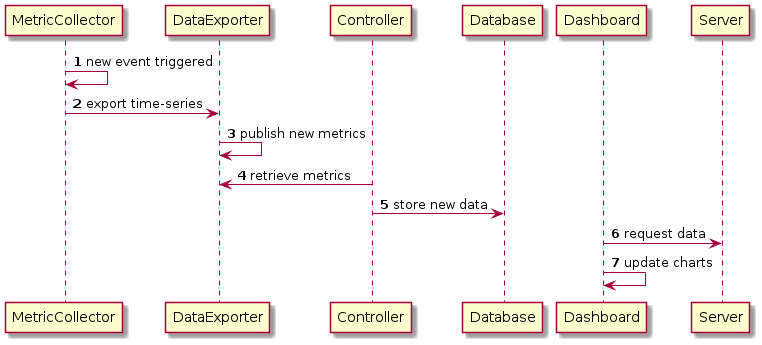 MetricCollector DataExporter Controller Database Dashboard Server
1 new event triggered
2 export time-series
3 publish new metrics
4 retrieve metrics
5 store new data
6 request data
7 update charts
MetricCollector DataExporter Controller Database Dashboard Server